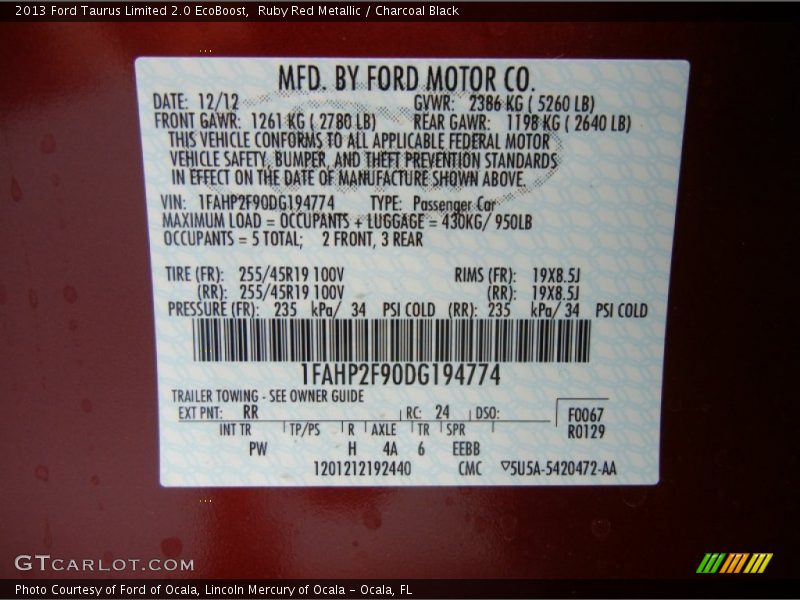 2013 Ford Taurus Limited 2.0 EcoBoost,  Ruby Red Metallic / Charcoal Black
MFD. BY FORD MOTOR CO.
DATE: 12/12 GVWR: 2386 KG ( 5260 LB)
FRONT GAWR: 1261 KG ( 2780 LB) REAR GAWR: 1198 KG ( 2640 LB)
THIS VEHICLE CONFORMS TO ALL APPLICABLE FEDERAL MOTOR
VEHICLE SAFETY, BUMPER, AND THEFT PREVENTION STANDARDS
IN EFFECT ON THE DATE OF MANUFACTURE SHOWN ABOVE.
VIN: 1FAHP2F90DG194774 TYPE: Passenger Car
MAXIMUM LOAD = OCCUPANTS + LUGGAGE = 430KG/ 950LB
OCCUPANTS = 5 TOTAL; 2 FRONT, 3 REAR
TIRE (FR): 255/45R19 100V RIMS (FR): 19X8.5J
(RR): 255/45R19 100V (RR): 19X8.5J
PRESSURE (FR): 235 kPa/ 34 PSI COLD (RR): 235 kPa/ 34 PSI COLD
1FAHP2F90DG194774
TRAILER TOWING - SEE OWNER GUIDE
EXT PNT: RR RC: 24 DSO: F0067
R0129
INT TR TP/PS R AXLE TR SPR
PW H 4A 6 EEBB
1201212192440 CMC ▽5U5A-5420472-AA
GTCARLOT.COM
Photo Courtesy of Ford of Ocala, Lincoln Mercury of Ocala - Ocala, FL